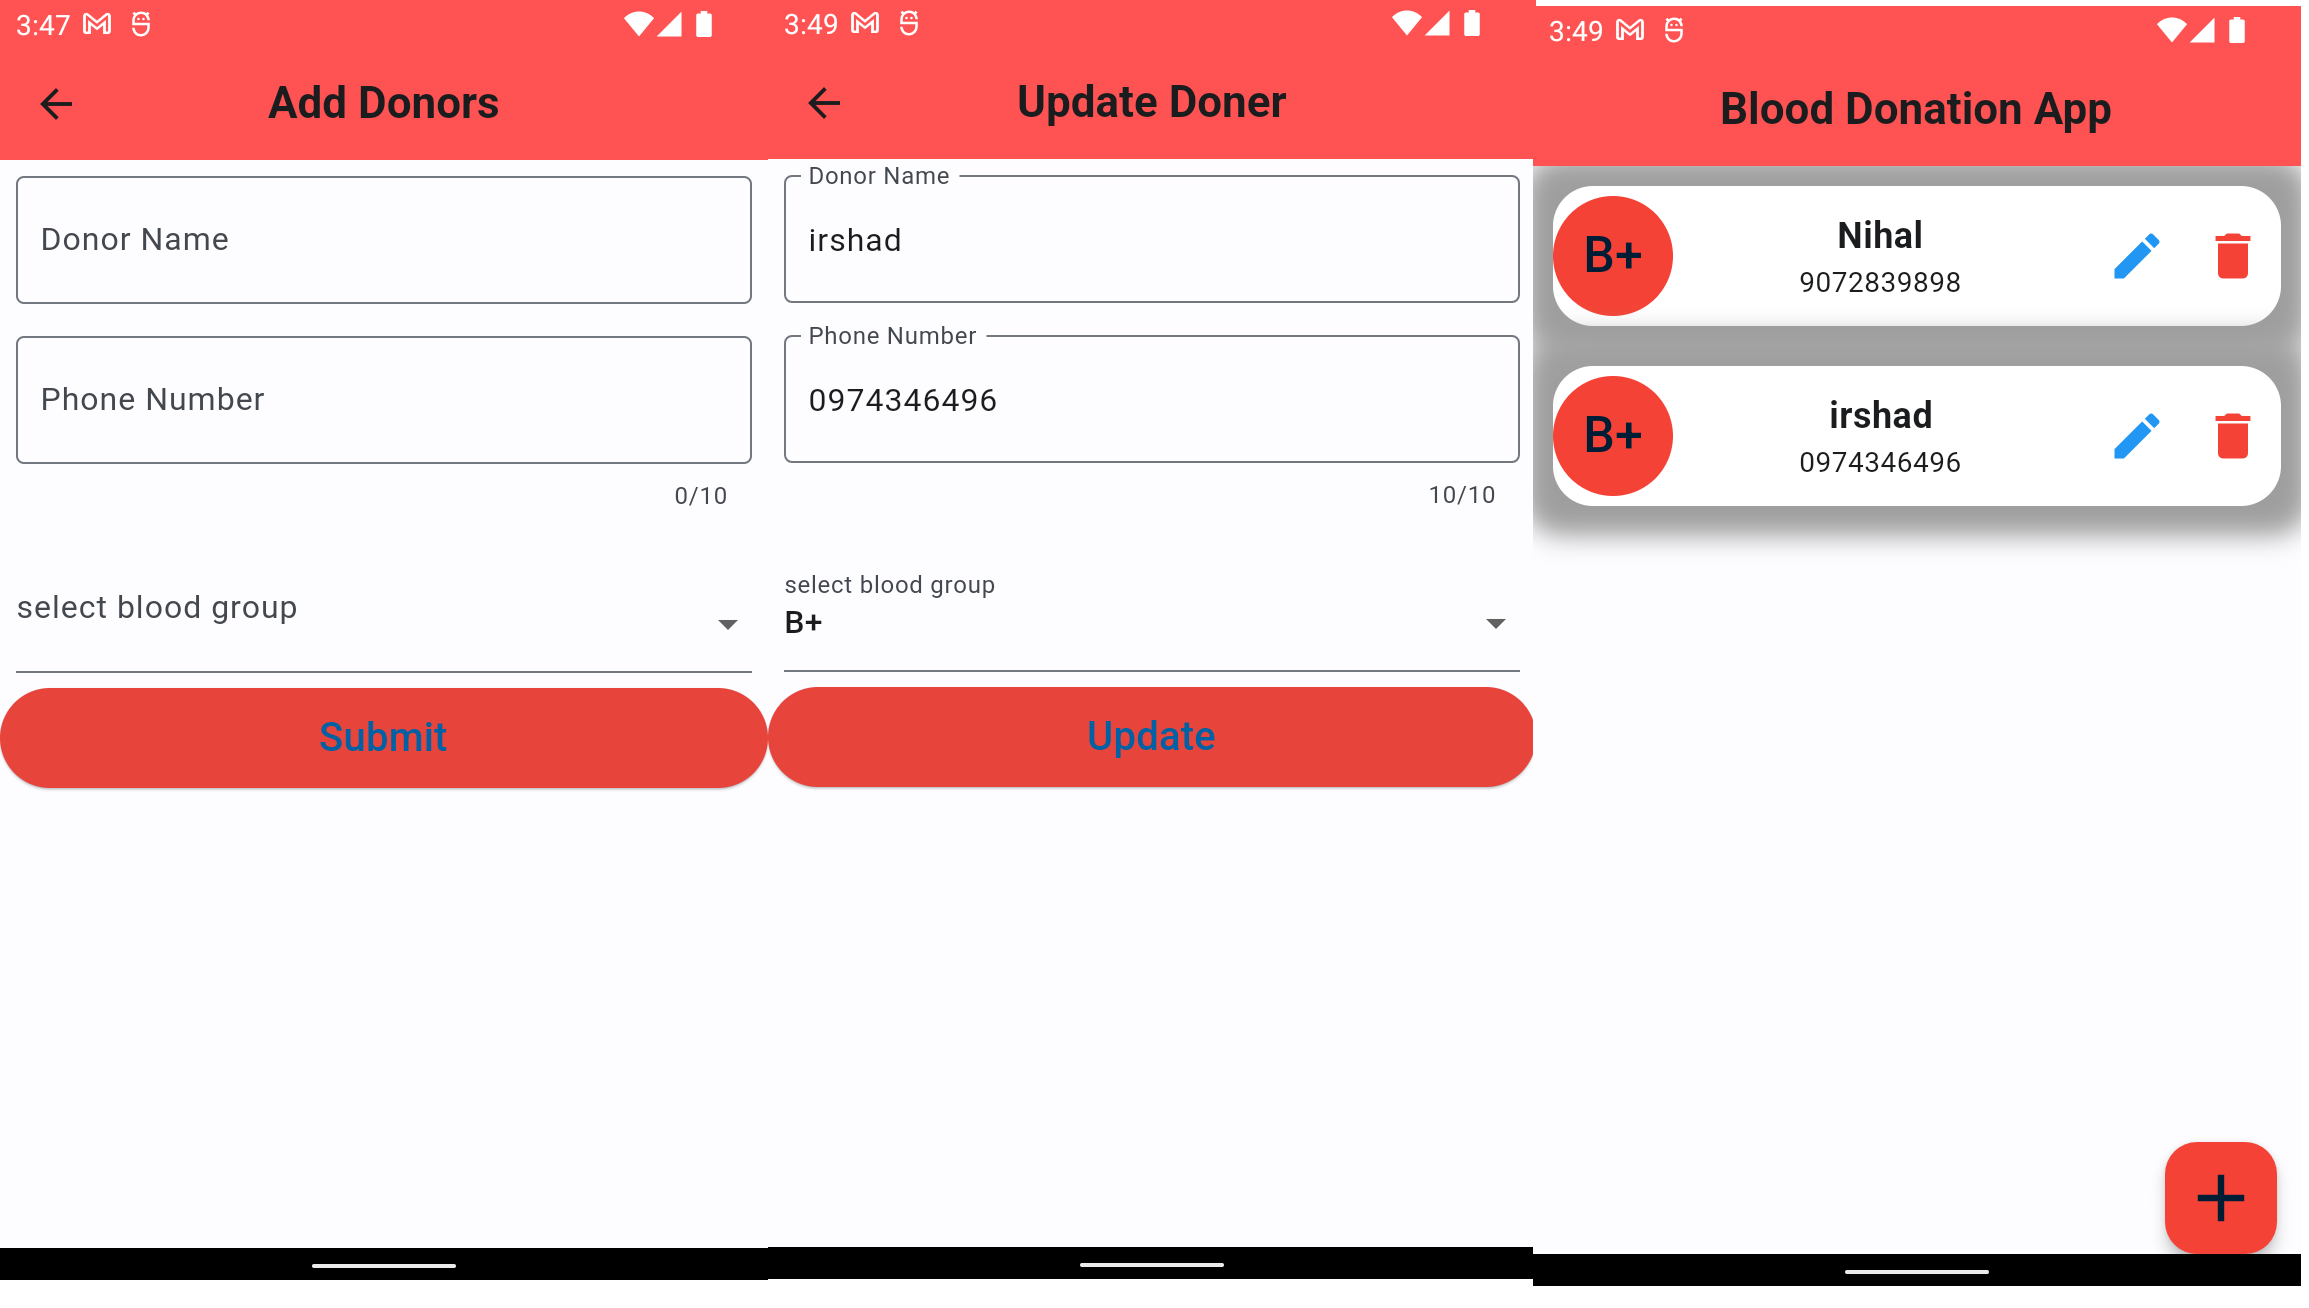 3:47
Add Donors
Donor Name
Phone Number
0/10
select blood group
Submit
3:49
Update Doner
Donor Name
irshad
Phone Number
0974346496
10/10
select blood group
B+
Update
3:49
Blood Donation App
B+
Nihal
9072839898
B+
irshad
0974346496